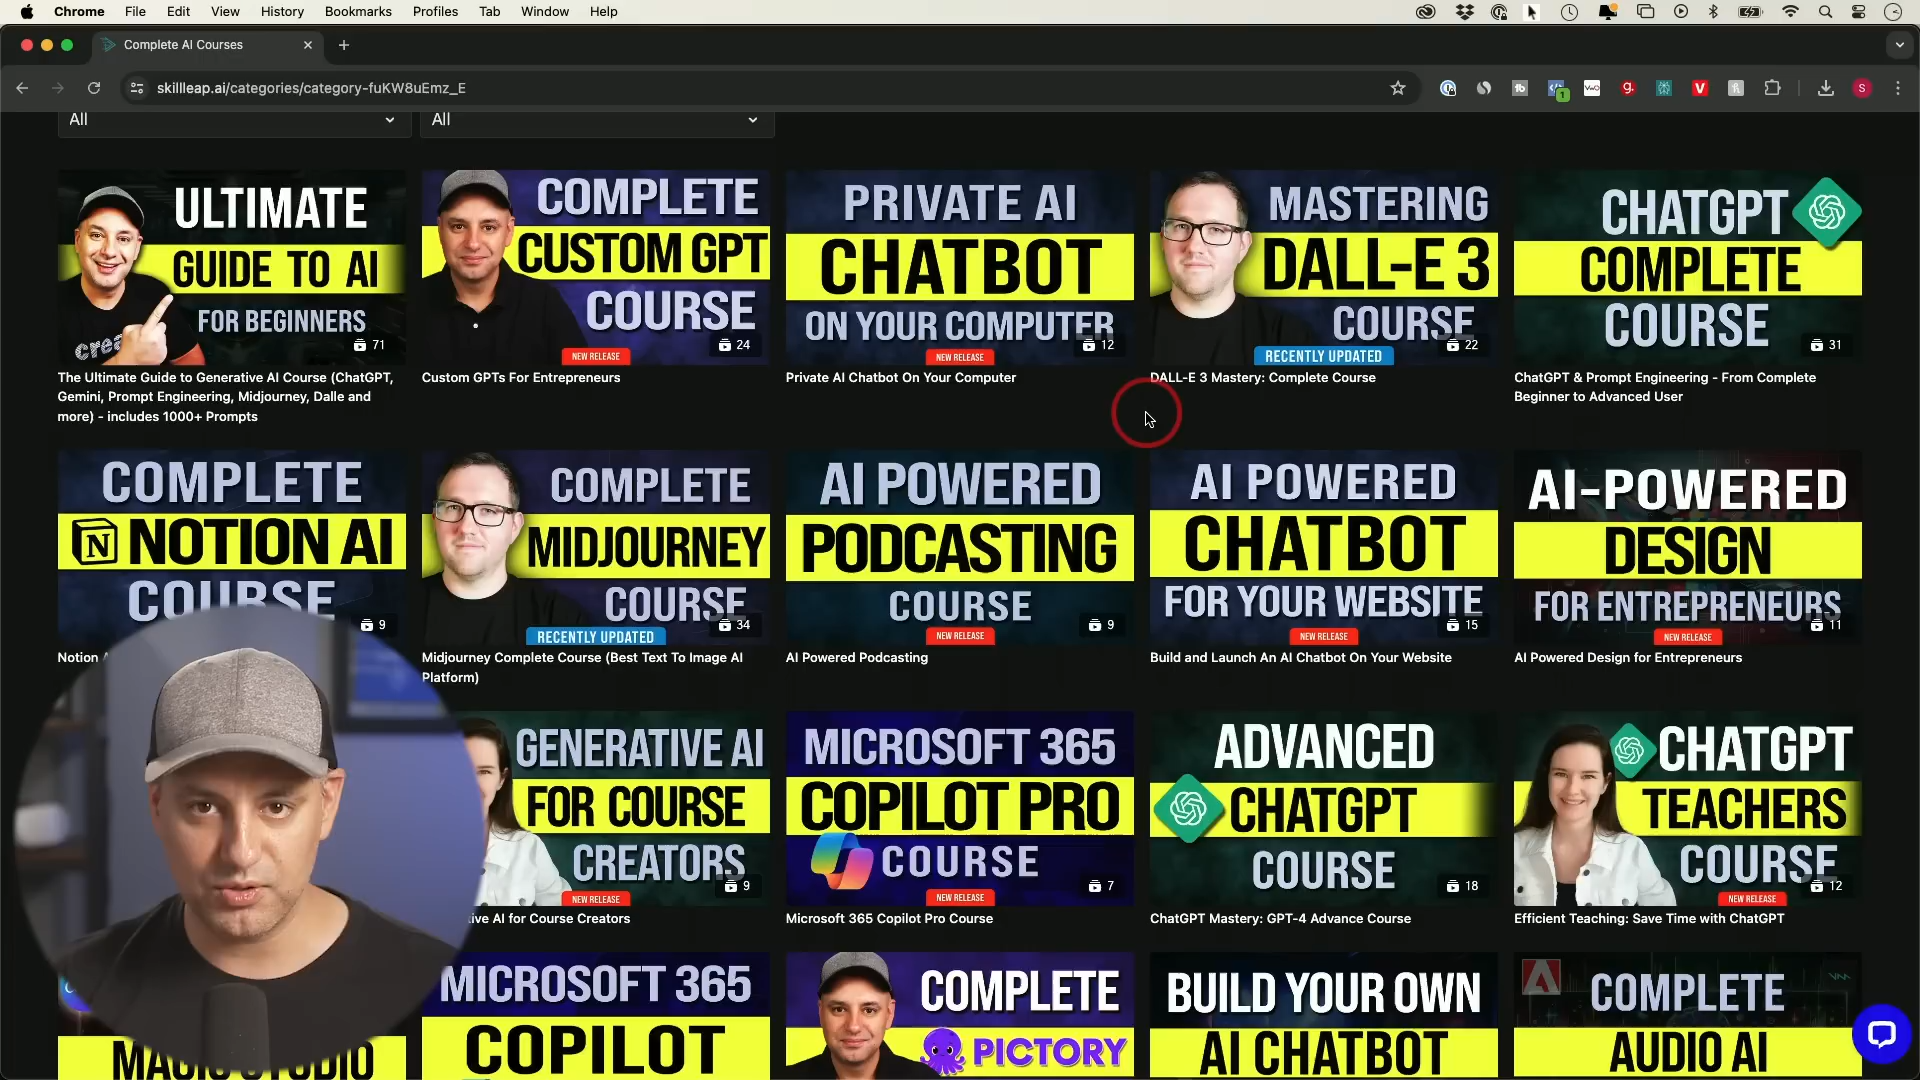 Chrome File Edit View History Bookmarks Profiles Tab Window Help
Complete AI Courses
skillleap.ai/categories/category-fuKW8uEmz_E
1
S
All
All
ULTIMATE
GUIDE TO AI
FOR BEGINNERS
crea
71
The Ultimate Guide to Generative AI Course (ChatGPT,
Gemini, Prompt Engineering, Midjourney, Dalle and
more) - includes 1000+ Prompts
COMPLETE
CUSTOM GPT
COURSE
24
NEW RELEASE
Custom GPTs For Entrepreneurs
PRIVATE AI
CHATBOT
ON YOUR COMPUTER
12
NEW RELEASE
Private AI Chatbot On Your Computer
MASTERING
DALL-E 3
COURSE
22
RECENTLY UPDATED
DALL-E 3 Mastery: Complete Course
CHATGPT
COMPLETE
COURSE
31
ChatGPT & Prompt Engineering - From Complete
Beginner to Advanced User
COMPLETE
NOTION AI
COURSE
9
Notion
COMPLETE
MIDJOURNEY
COURSE
34
RECENTLY UPDATED
Midjourney Complete Course (Best Text To Image AI
Platform)
AI POWERED
PODCASTING
COURSE
9
NEW RELEASE
AI Powered Podcasting
AI POWERED
CHATBOT
FOR YOUR WEBSITE
15
NEW RELEASE
Build and Launch An AI Chatbot On Your Website
AI-POWERED
DESIGN
FOR ENTREPRENEURS
11
NEW RELEASE
AI Powered Design for Entrepreneurs
GENERATIVE AI
FOR COURSE
CREATORS
9
NEW RELEASE
tive AI for Course Creators
MICROSOFT 365
COPILOT PRO
COURSE
7
NEW RELEASE
Microsoft 365 Copilot Pro Course
ADVANCED
CHATGPT
COURSE
18
ChatGPT Mastery: GPT-4 Advance Course
CHATGPT
TEACHERS
COURSE
12
NEW RELEASE
Efficient Teaching: Save Time with ChatGPT
MICROSOFT 365
COPILOT
COMPLETE
PICTORY
BUILD YOUR OWN
AI CHATBOT
COMPLETE
AUDIO AI